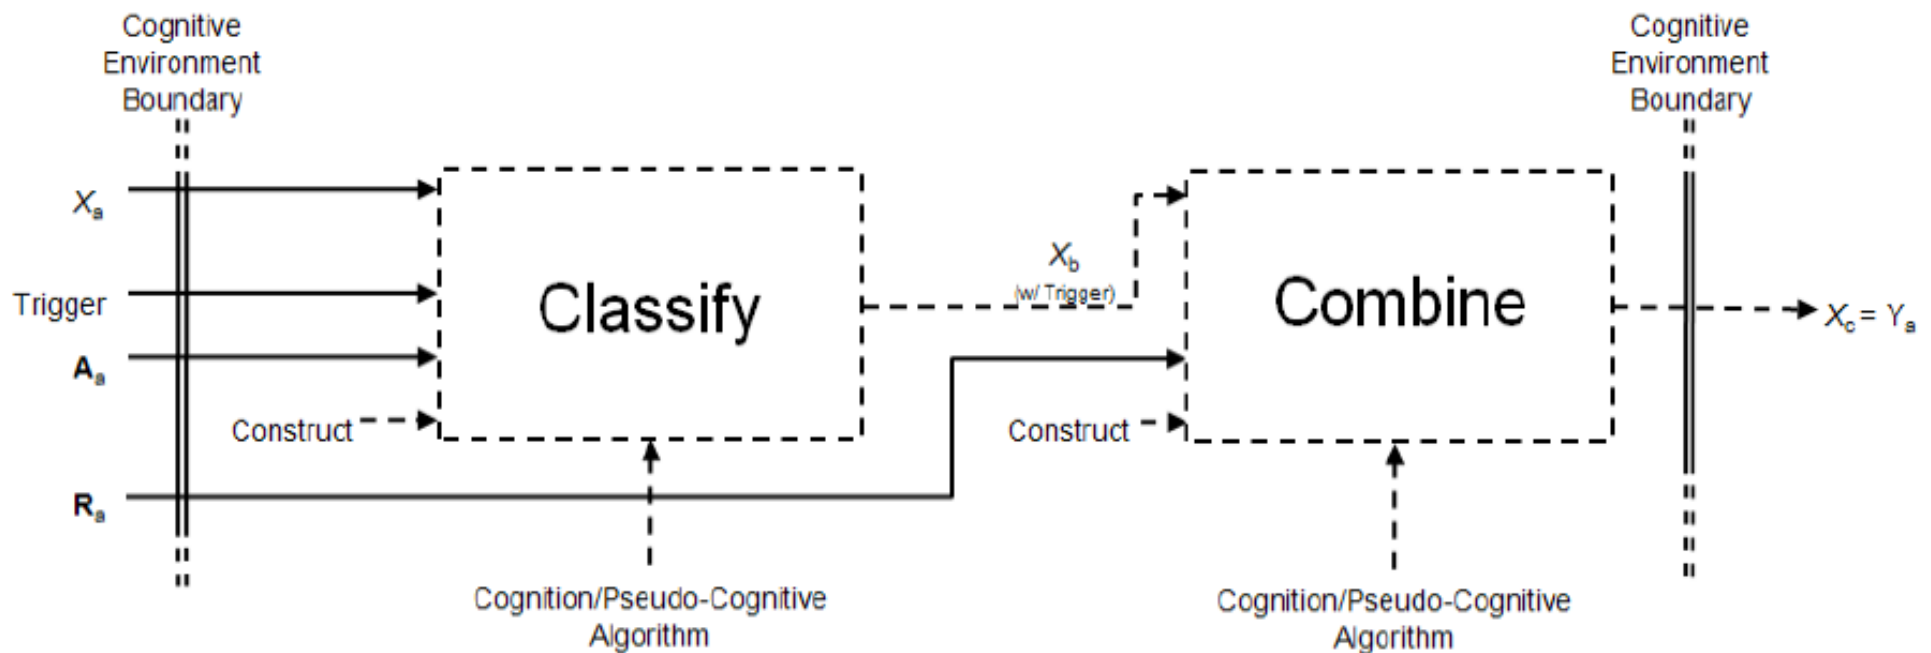 Cognitive
Environment
Boundary
Cognitive
Environment
Boundary
Xa
Trigger
Aa
Construct
Ra
Classify
Xb
(w/ Trigger)
Construct
Combine
Xc = Ya
Cognition/Pseudo-Cognitive
Algorithm
Cognition/Pseudo-Cognitive
Algorithm